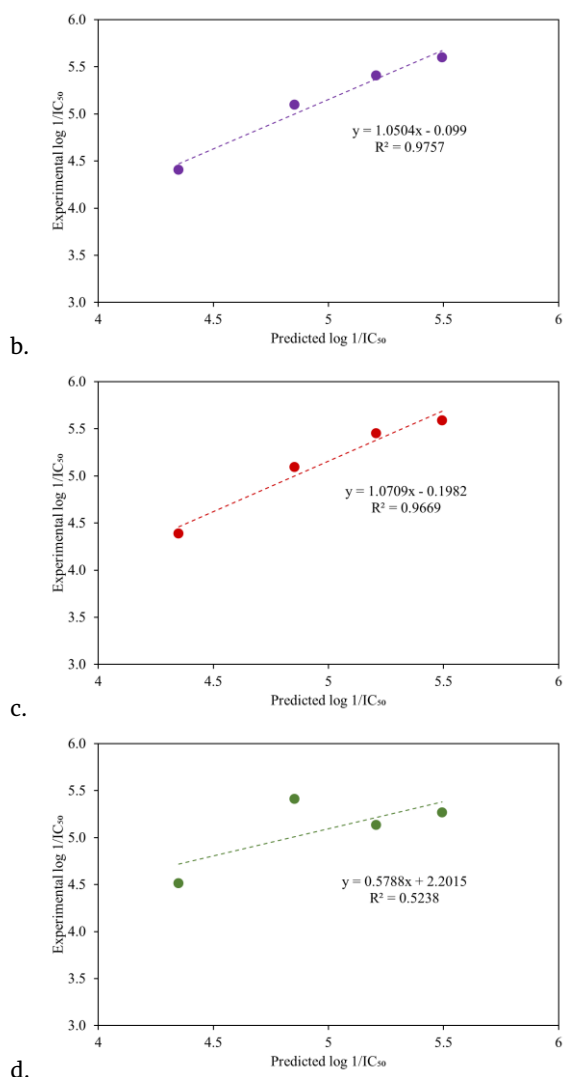 6.0
5.5
5.0
4.5
4.0
3.5
3.0
Experimental log 1/IC₅₀
y = 1.0504x - 0.099
R² = 0.9757
4
4.5
5
5.5
6
Predicted log 1/IC₅₀
b.
6.0
5.5
5.0
4.5
4.0
3.5
3.0
Experimental log 1/IC₅₀
y = 1.0709x - 0.1982
R² = 0.9669
4
4.5
5
5.5
6
Predicted log 1/IC₅₀
c.
6.0
5.5
5.0
4.5
4.0
3.5
3.0
Experimental log 1/IC₅₀
y = 0.5788x + 2.2015
R² = 0.5238
4
4.5
5
5.5
6
Predicted log 1/IC₅₀
d.